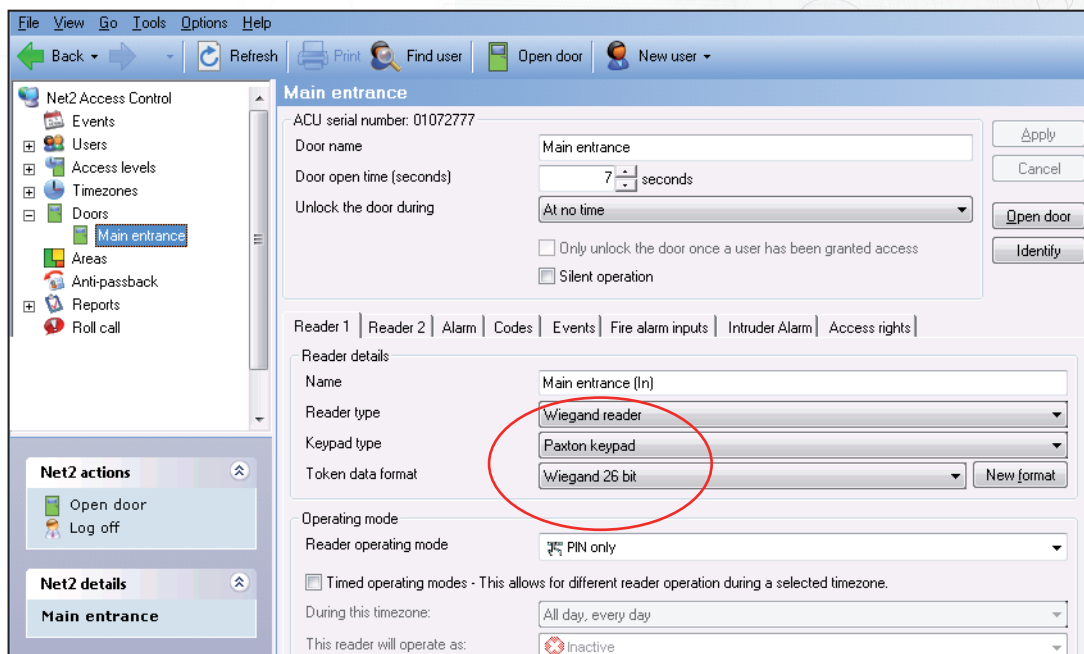 File View Go Tools Options Help
Back Refresh Print Find user Open door New user
Net2 Access Control
Events
Users
Access levels
Timezones
Doors
Main entrance
Areas
Anti-passback
Reports
Roll call
Net2 actions
Open door
Log off
Net2 details
Main entrance
Main entrance
ACU serial number: 01072777
Door name Main entrance
Door open time (seconds) 7 seconds
Unlock the door during At no time
Only unlock the door once a user has been granted access
Silent operation
Apply
Cancel
Open door
Identify
Reader 1 Reader 2 Alarm Codes Events Fire alarm inputs Intruder Alarm Access rights
Reader details
Name Main entrance (In)
Reader type Wiegand reader
Keypad type Paxton keypad
Token data format Wiegand 26 bit New format
Operating mode
Reader operating mode PIN only
Timed operating modes - This allows for different reader operation during a selected timezone.
During this timezone: All day, every day
This reader will operate as: Inactive